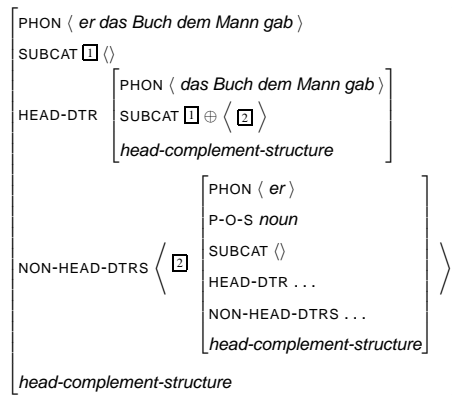 PHON ⟨ er das Buch dem Mann gab ⟩
SUBCAT 1 ⟨⟩
HEAD-DTR
PHON ⟨ das Buch dem Mann gab ⟩
SUBCAT 1 ⊕ ⟨ 2 ⟩
head-complement-structure
NON-HEAD-DTRS ⟨ 2
PHON ⟨ er ⟩
P-O-S noun
SUBCAT ⟨⟩
HEAD-DTR ...
NON-HEAD-DTRS ...
head-complement-structure
⟩
head-complement-structure